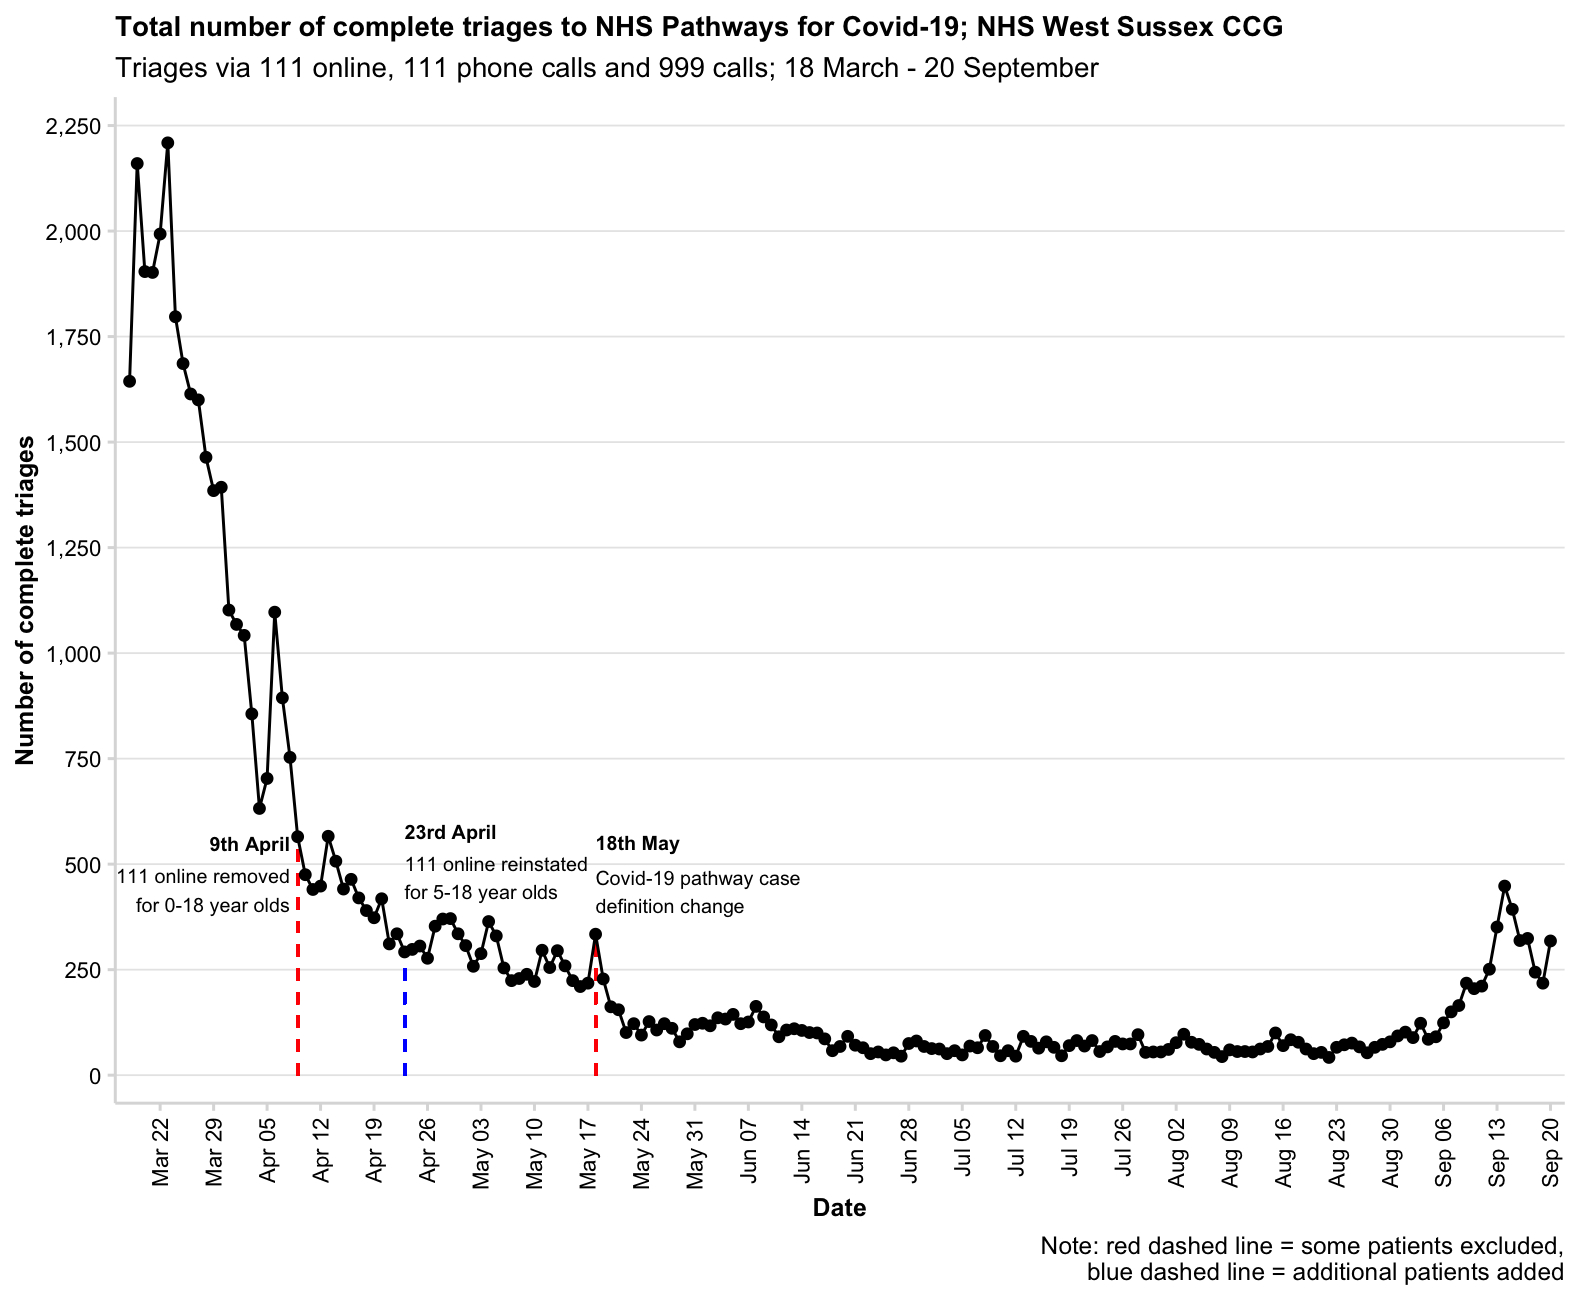 Total number of complete triages to NHS Pathways for Covid-19; NHS West Sussex CCG
Triages via 111 online, 111 phone calls and 999 calls; 18 March - 20 September
Number of complete triages
2,250
2,000
1,750
1,500
1,250
1,000
750
500
250
0
9th April
111 online removed
for 0-18 year olds
23rd April
111 online reinstated
for 5-18 year olds
18th May
Covid-19 pathway case
definition change
Mar 22
Mar 29
Apr 05
Apr 12
Apr 19
Apr 26
May 03
May 10
May 17
May 24
May 31
Jun 07
Jun 14
Jun 21
Jun 28
Jul 05
Jul 12
Jul 19
Jul 26
Aug 02
Aug 09
Aug 16
Aug 23
Aug 30
Sep 06
Sep 13
Sep 20
Date
Note: red dashed line = some patients excluded,
blue dashed line = additional patients added